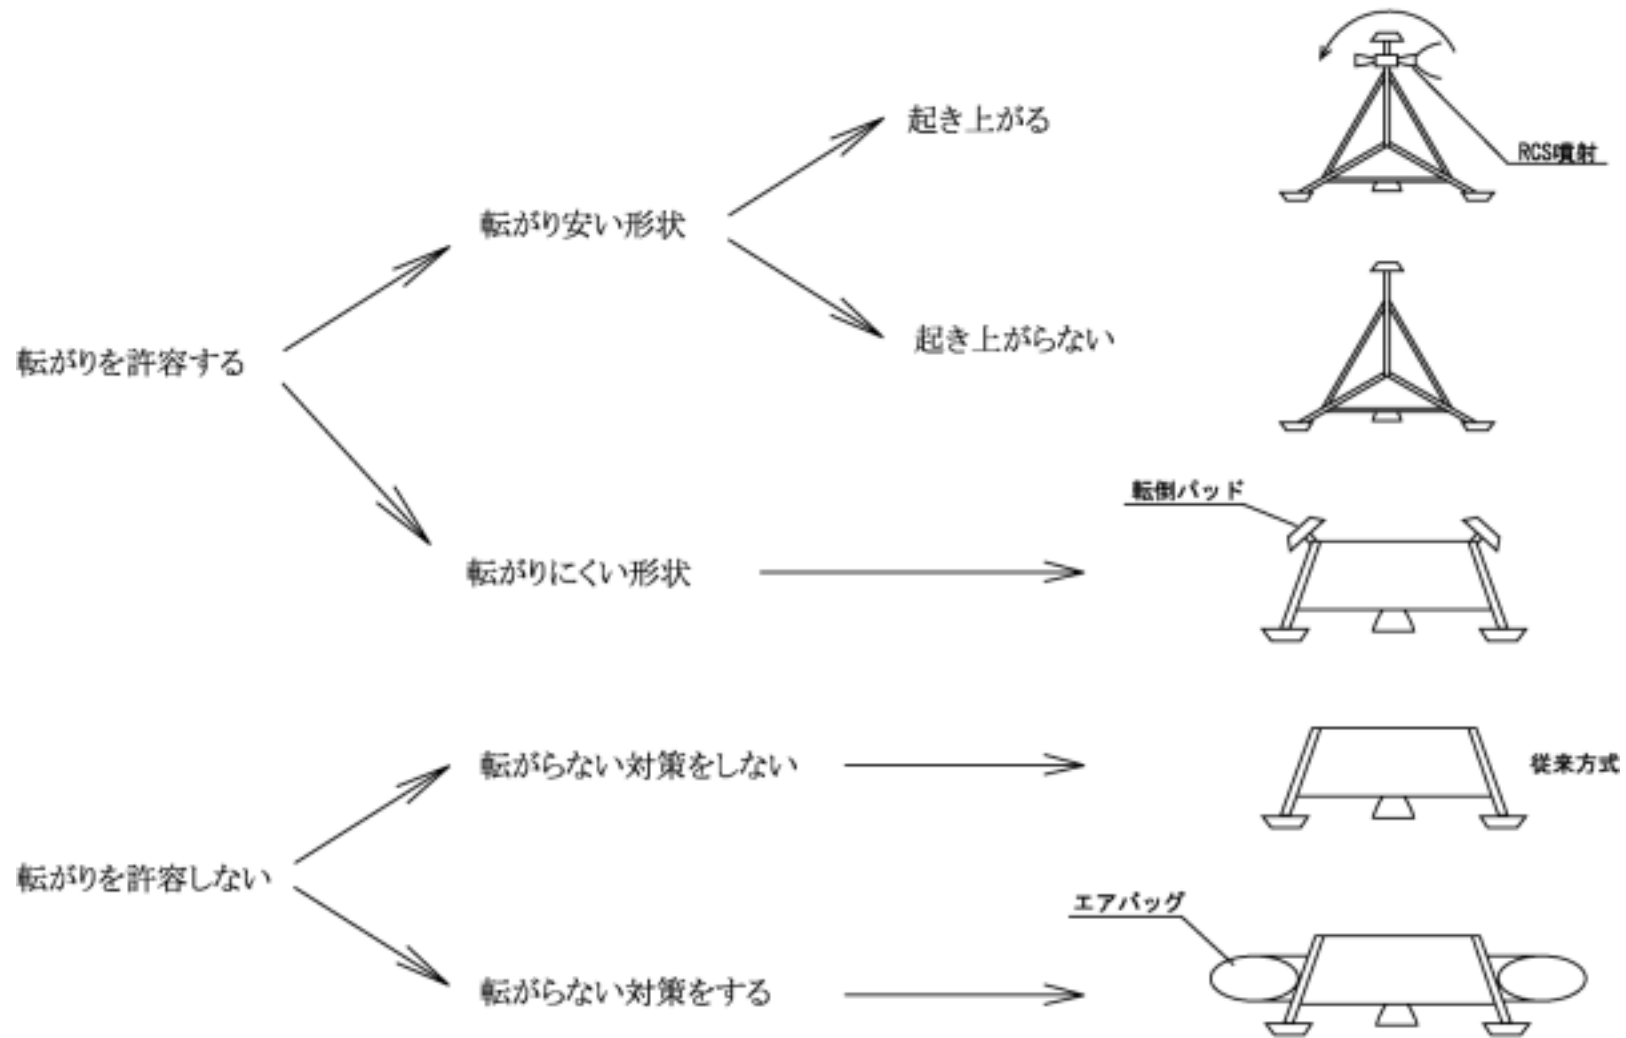 起き上がる
RCS噴射
転がり安い形状
起き上がらない
転がりを許容する
転倒パッド
転がりにくい形状
転がらない対策をしない
従来方式
転がりを許容しない
エアバッグ
転がらない対策をする